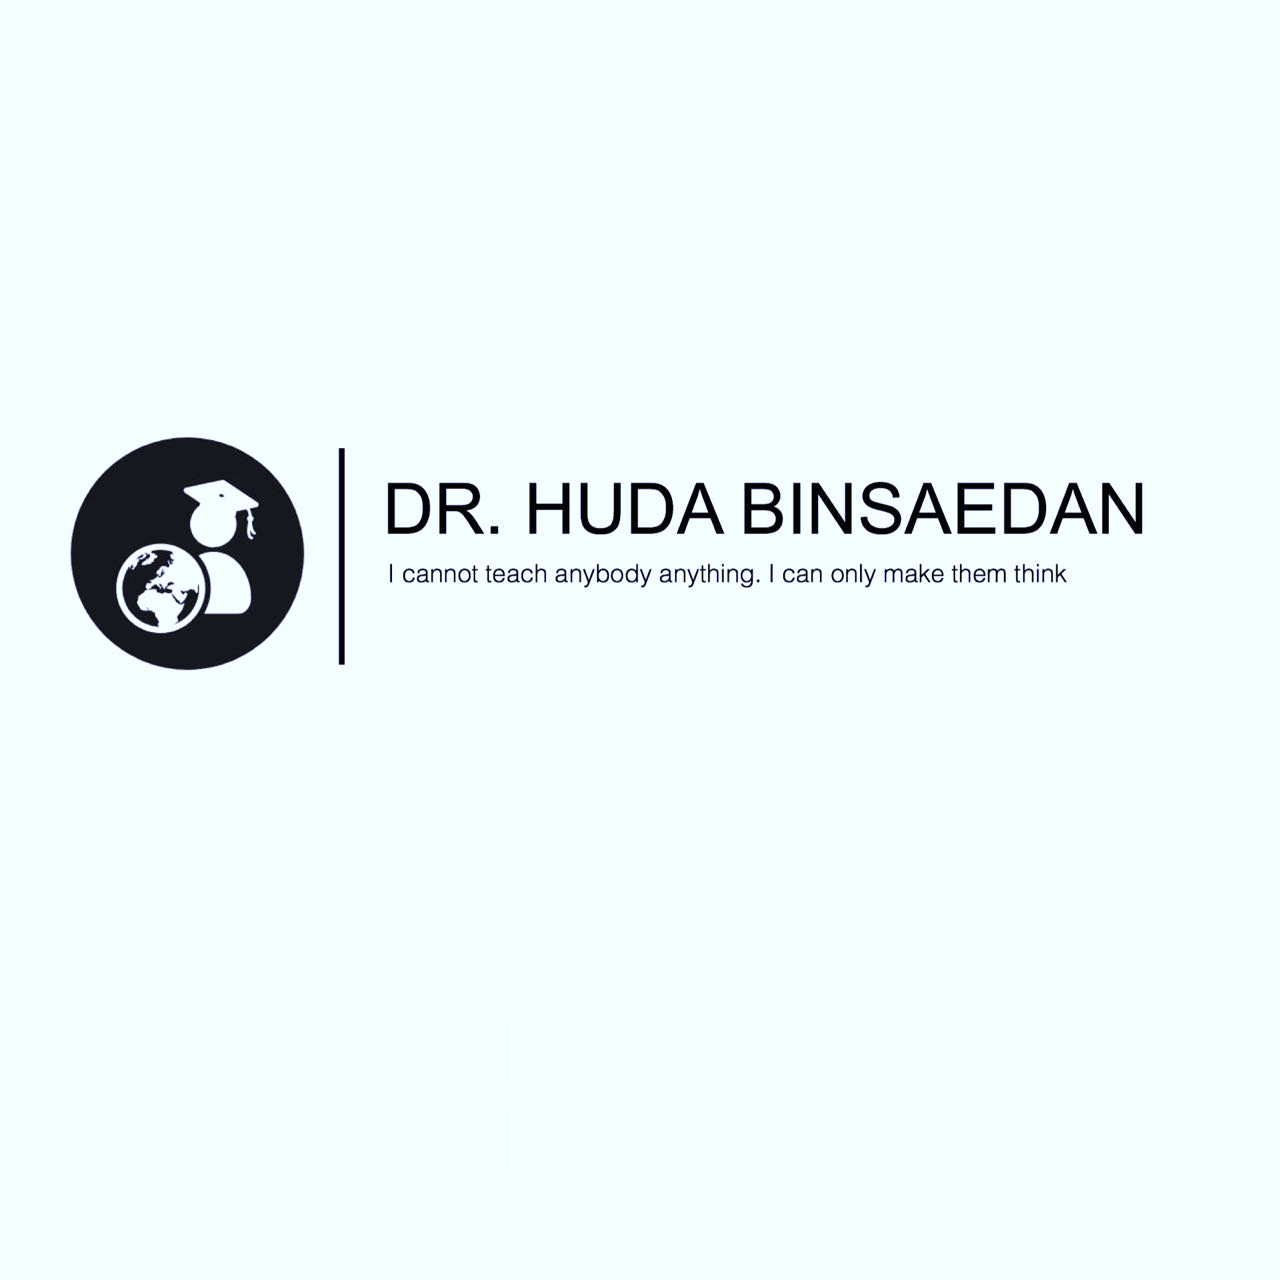 DR. HUDA BINSAEDAN
I cannot teach anybody anything. I can only make them think